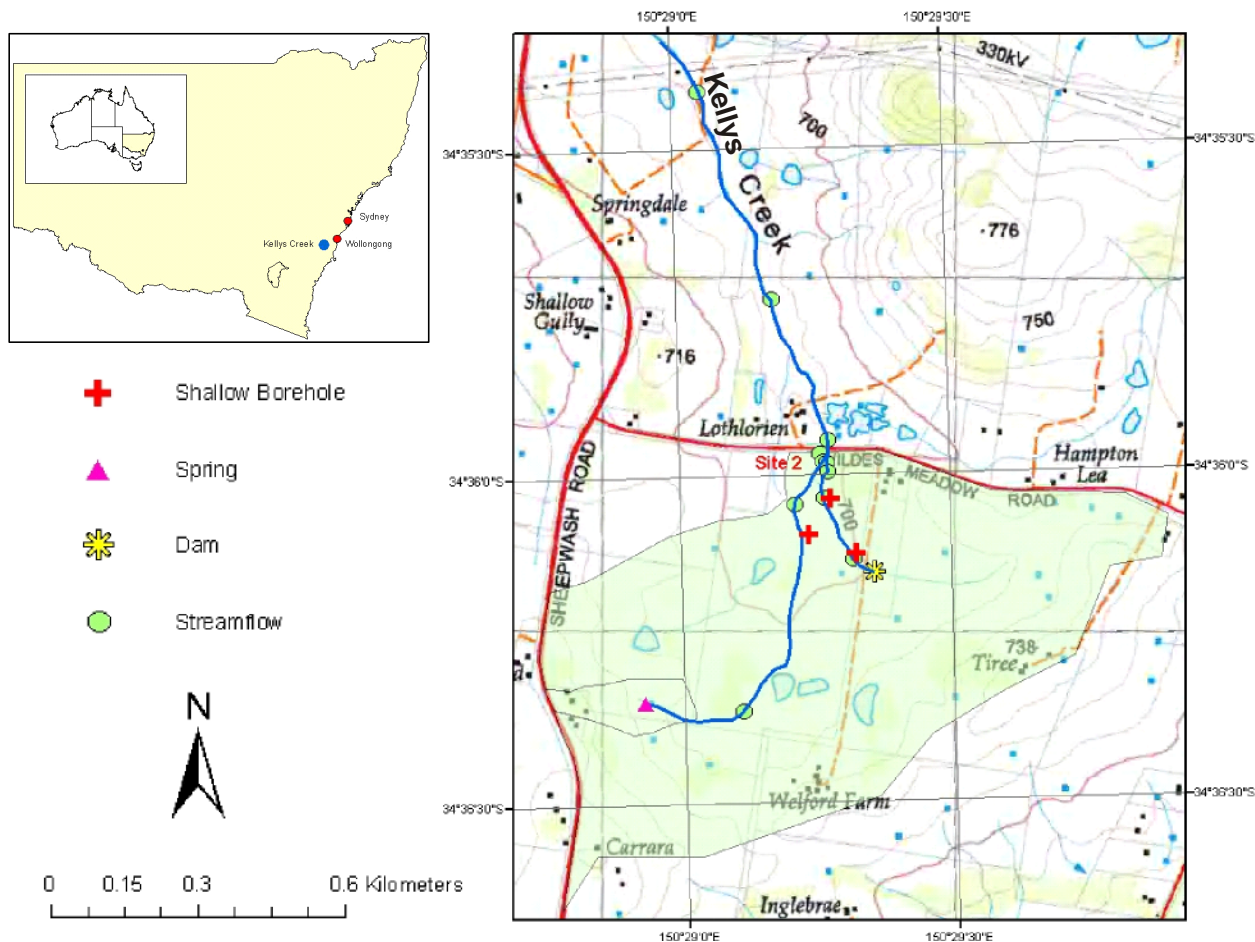 150°29'0"E
150°29'30"E
330kV
Kellys Creek
700
34°35'30"S
34°35'30"S
Springdale
776
Sydney
Kellys Creek
Wollongong
Shallow
Gully
750
716
Shallow Borehole
Lothlorien
Hampton
Lea
Site 2
WILDES MEADOW ROAD
34°36'0"S
34°36'0"S
Spring
SHEEPWASH ROAD
700
Dam
Streamflow
738
Tiree
d
N
34°36'30"S
34°36'30"S
Welford Farm
Carrara
0 0.15 0.3 0.6 Kilometers
Inglebrae
150°29'0"E
150°29'30"E